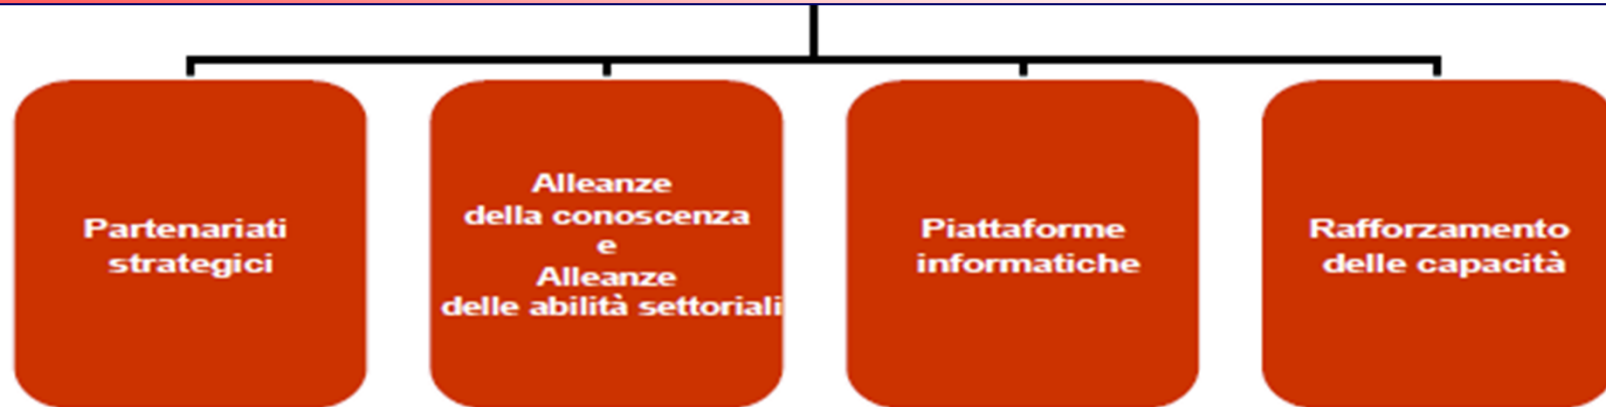 Partenariati
strategici
Alleanze
della conoscenza
e
Alleanze
delle abilità settoriali
Piattaforme
informatiche
Rafforzamento
delle capacità